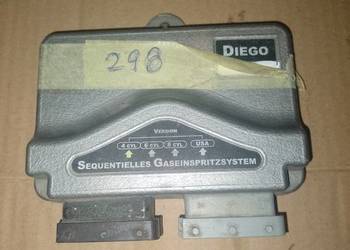 DIEGO
298
VERSION
4 CYL 6 CYL 8 CYL USA
SEQUENTIELLES GASEINSPRITZSYSTEM